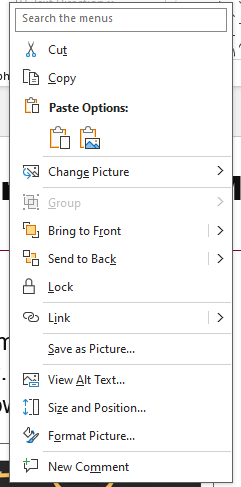 Search the menus
Cut
Copy
Paste Options:
Change Picture
Group
Bring to Front
Send to Back
Lock
Link
Save as Picture...
View Alt Text...
Size and Position...
Format Picture...
New Comment